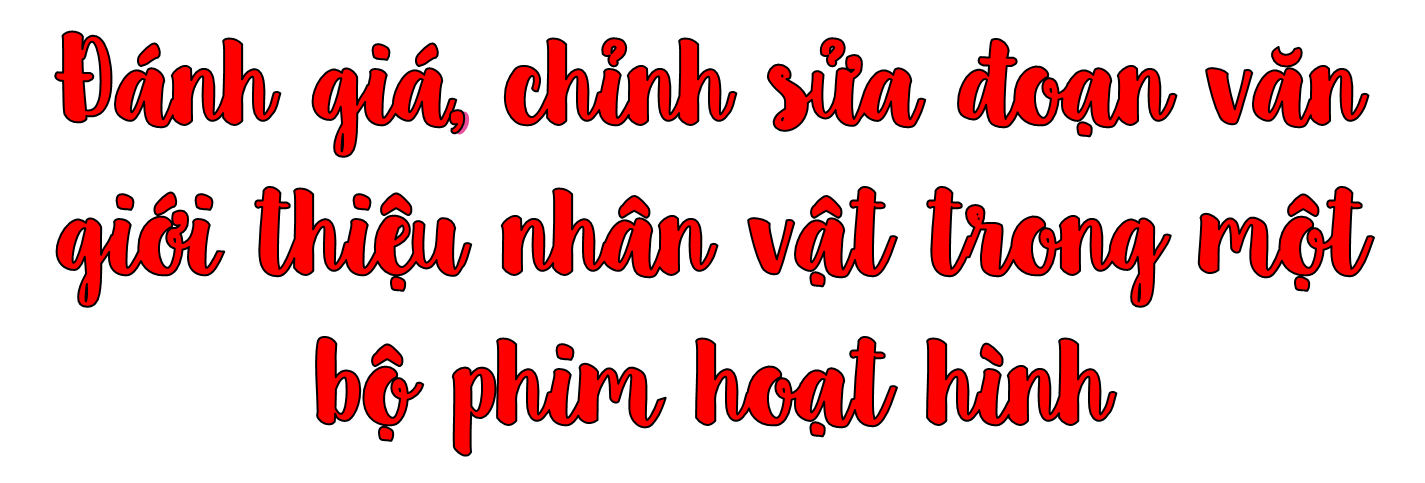 Đánh giá, chỉnh sửa đoạn văn
giới thiệu nhân vật trong một
bộ phim hoạt hình